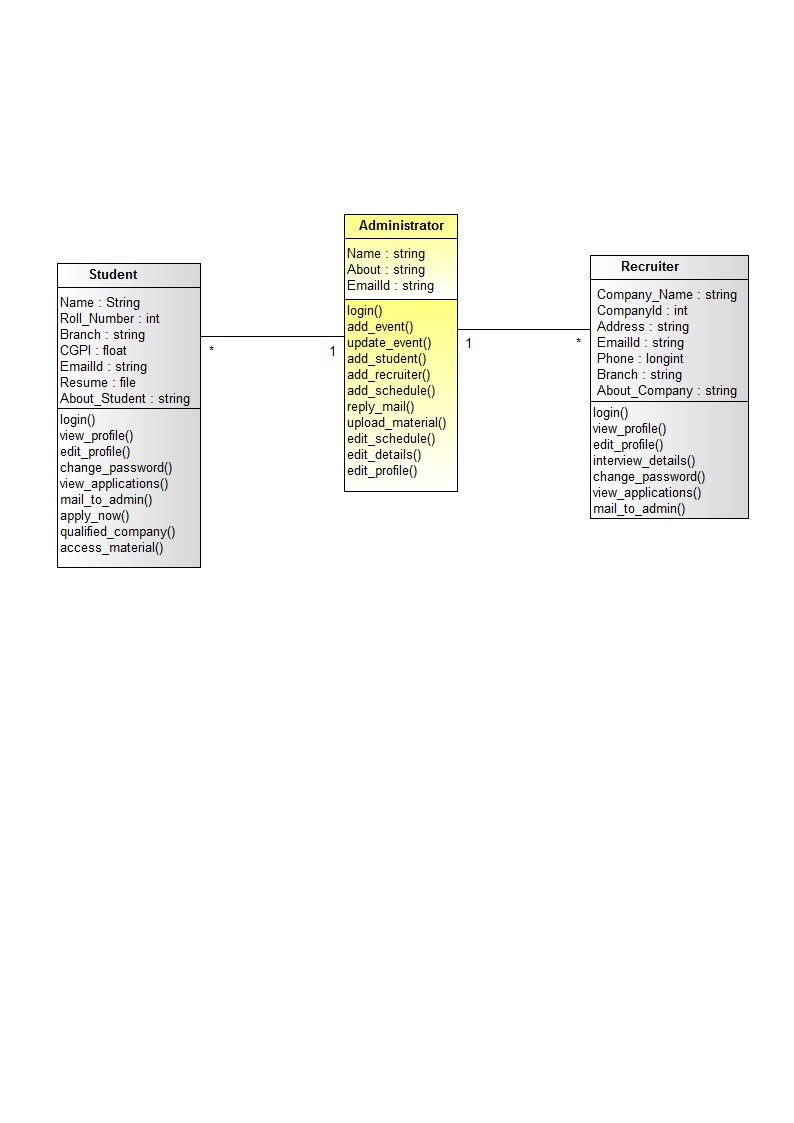 Student
Name : String
Roll_Number : int
Branch : string
CGPI : float
EmailId : string
Resume : file
About_Student : string
login()
view_profile()
edit_profile()
change_password()
view_applications()
mail_to_admin()
apply_now()
qualified_company()
access_material()
*
1
Administrator
Name : string
About : string
EmailId : string
login()
add_event()
update_event()
add_student()
add_recruiter()
add_schedule()
reply_mail()
upload_material()
edit_schedule()
edit_details()
edit_profile()
1
*
Recruiter
Company_Name : string
CompanyId : int
Address : string
EmailId : string
Phone : longint
Branch : string
About_Company : string
login()
view_profile()
edit_profile()
interview_details()
change_password()
view_applications()
mail_to_admin()